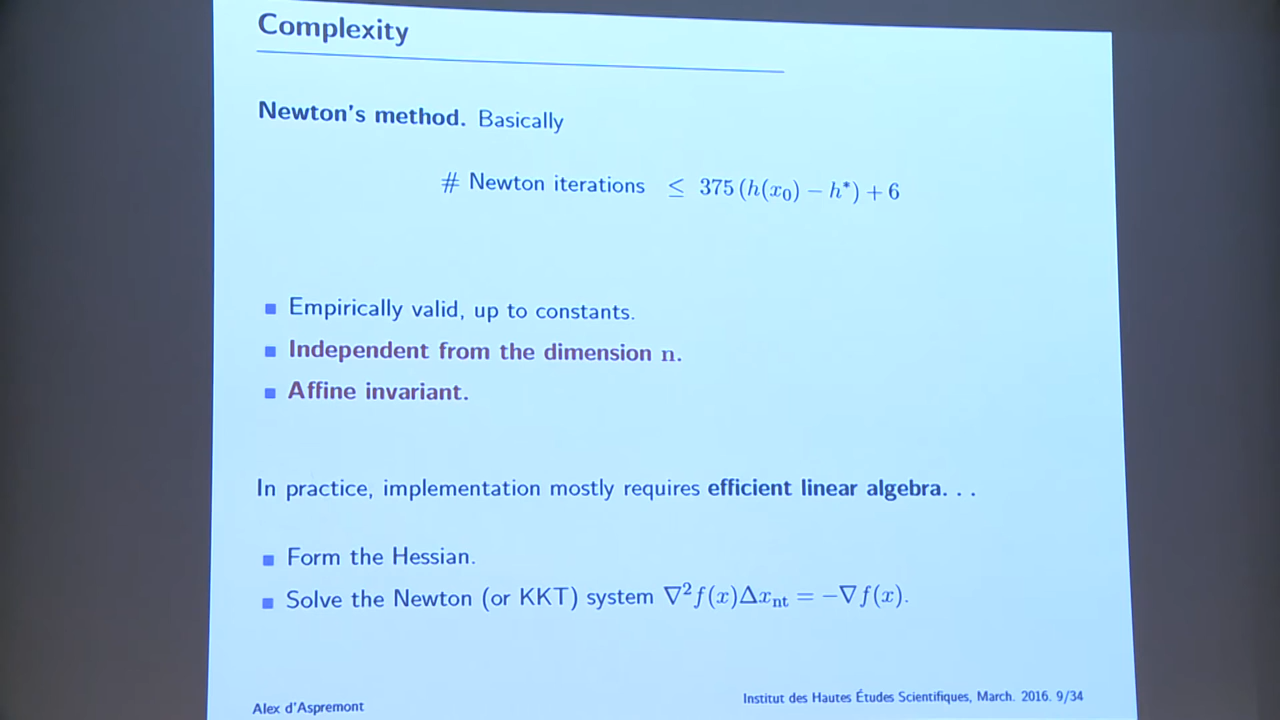 Complexity
Newton's method. Basically
# Newton iterations ≤ 375 (h(x₀) − h*) + 6
Empirically valid, up to constants.
Independent from the dimension n.
Affine invariant.
In practice, implementation mostly requires efficient linear algebra. . .
Form the Hessian.
Solve the Newton (or KKT) system ∇²f(x)Δx_nt = −∇f(x).
Alex d'Aspremont
Institut des Hautes Études Scientifiques, March. 2016. 9/34